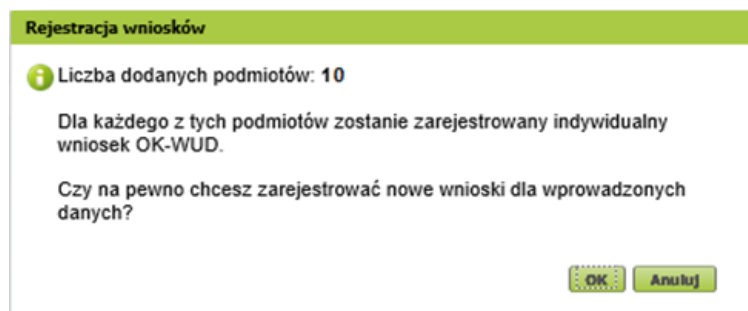 Rejestracja wniosków
Liczba dodanych podmiotów: 10
Dla każdego z tych podmiotów zostanie zarejestrowany indywidualny
wniosek OK-WUD.
Czy na pewno chcesz zarejestrować nowe wnioski dla wprowadzonych
danych?
OK Anuluj